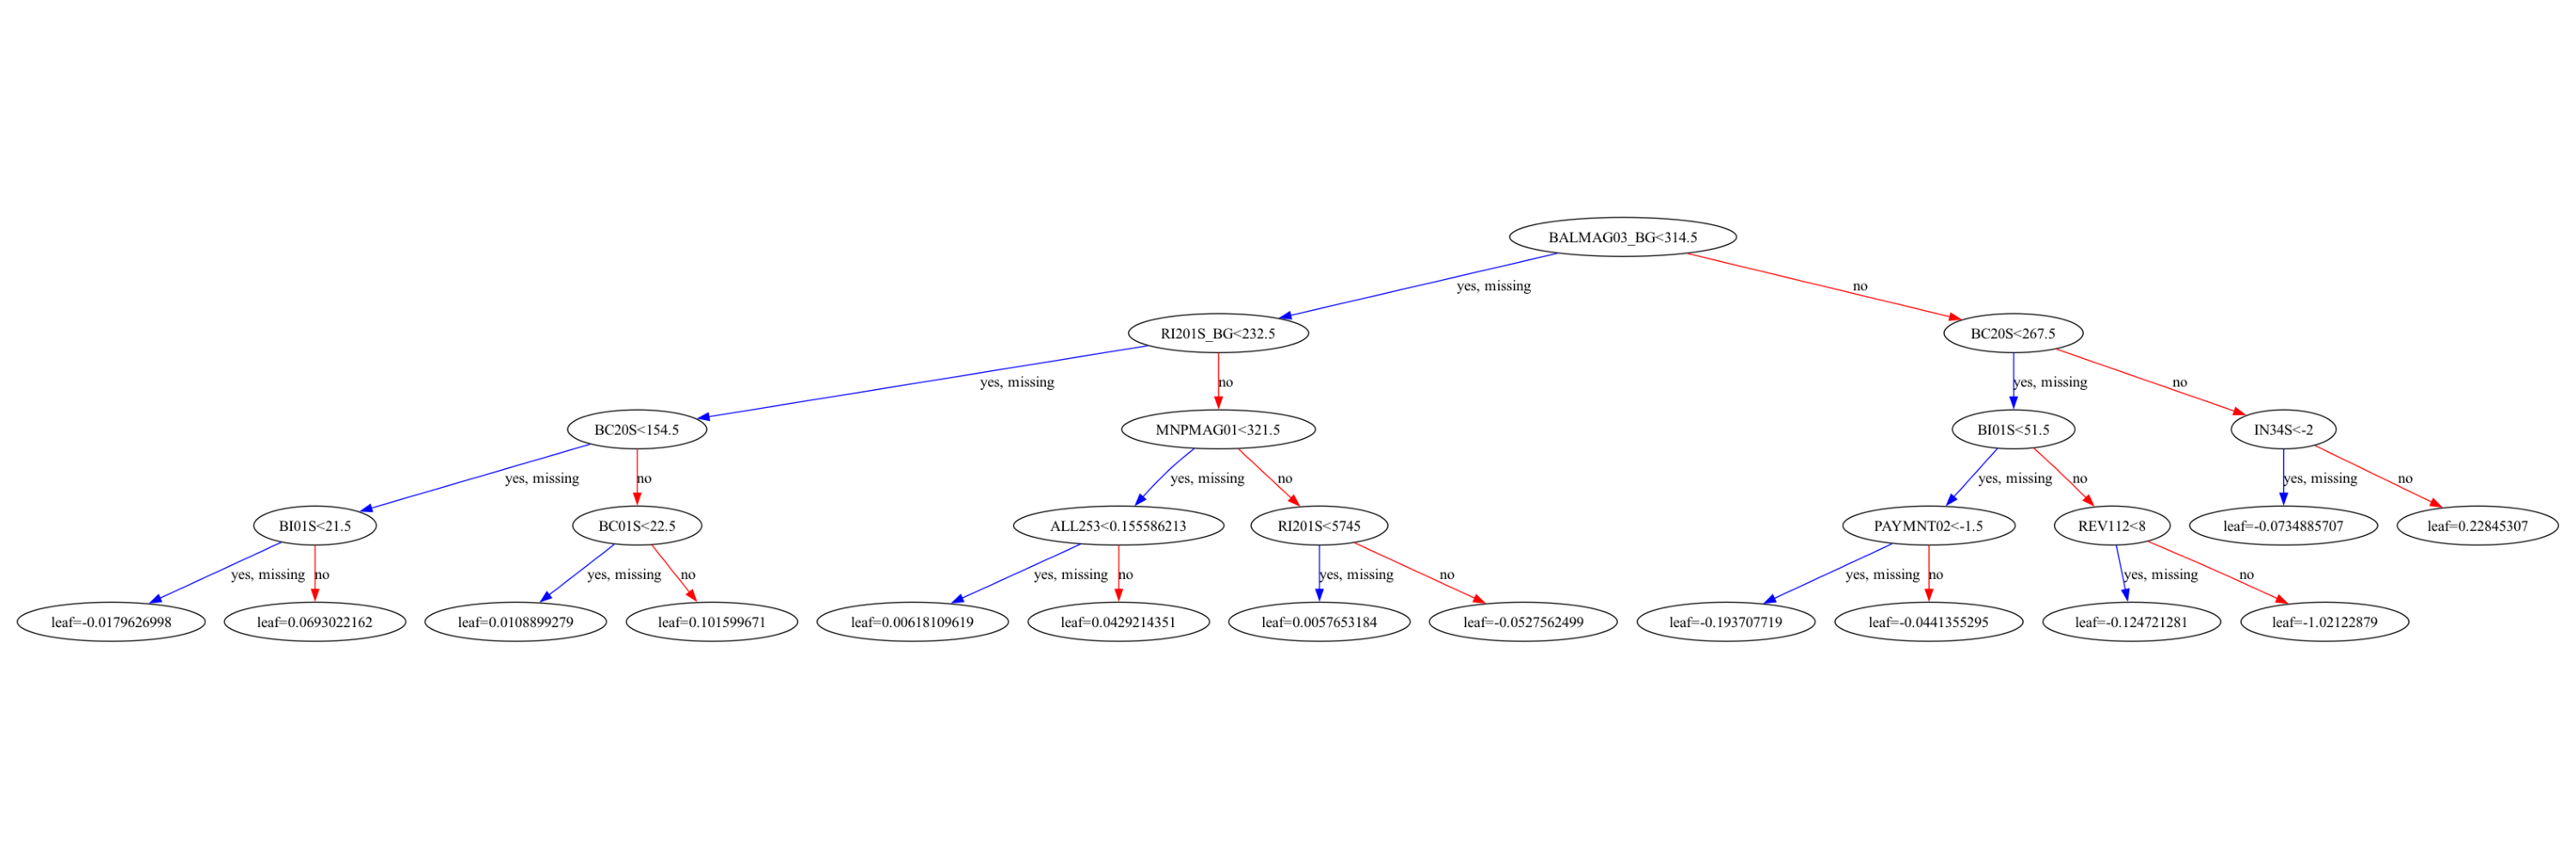 BALMAG03_BG<314.5
yes, missing
no
RI201S_BG<232.5
BC20S<267.5
yes, missing
no
yes, missing
no
BC20S<154.5
MNPMAG01<321.5
BI01S<51.5
IN34S<-2
yes, missing
no
yes, missing
no
yes, missing
no
yes, missing
no
BI01S<21.5
BC01S<22.5
ALL253<0.155586213
RI201S<5745
PAYMNT02<-1.5
REV112<8
leaf=-0.0734885707
leaf=0.22845307
yes, missing
no
yes, missing
no
yes, missing
no
yes, missing
no
yes, missing
no
yes, missing
no
leaf=-0.0179626998
leaf=0.0693022162
leaf=0.0108899279
leaf=0.101599671
leaf=0.00618109619
leaf=0.0429214351
leaf=0.0057653184
leaf=-0.0527562499
leaf=-0.193707719
leaf=-0.0441355295
leaf=-0.124721281
leaf=-1.02122879